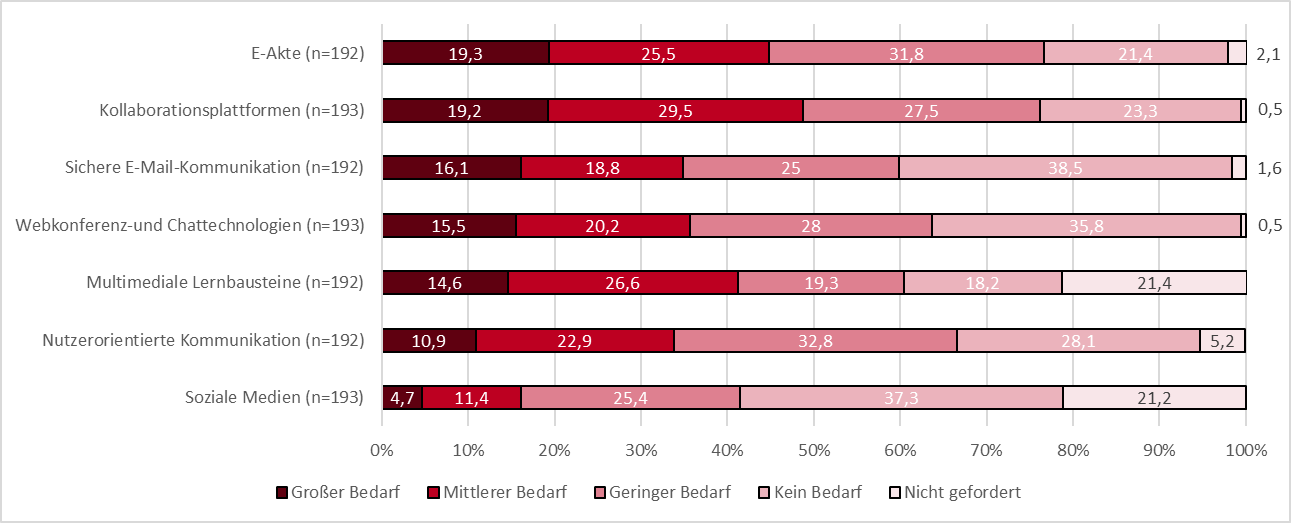 E-Akte (n=192) 19,3 25,5 31,8 21,4 2,1
Kollaborationsplattformen (n=193) 19,2 29,5 27,5 23,3 0,5
Sichere E-Mail-Kommunikation (n=192) 16,1 18,8 25 38,5 1,6
Webkonferenz-und Chattechnologien (n=193) 15,5 20,2 28 35,8 0,5
Multimediale Lernbausteine (n=192) 14,6 26,6 19,3 18,2 21,4
Nutzerorientierte Kommunikation (n=192) 10,9 22,9 32,8 28,1 5,2
Soziale Medien (n=193) 4,7 11,4 25,4 37,3 21,2
0% 10% 20% 30% 40% 50% 60% 70% 80% 90% 100%
Großer Bedarf Mittlerer Bedarf Geringer Bedarf Kein Bedarf Nicht gefordert